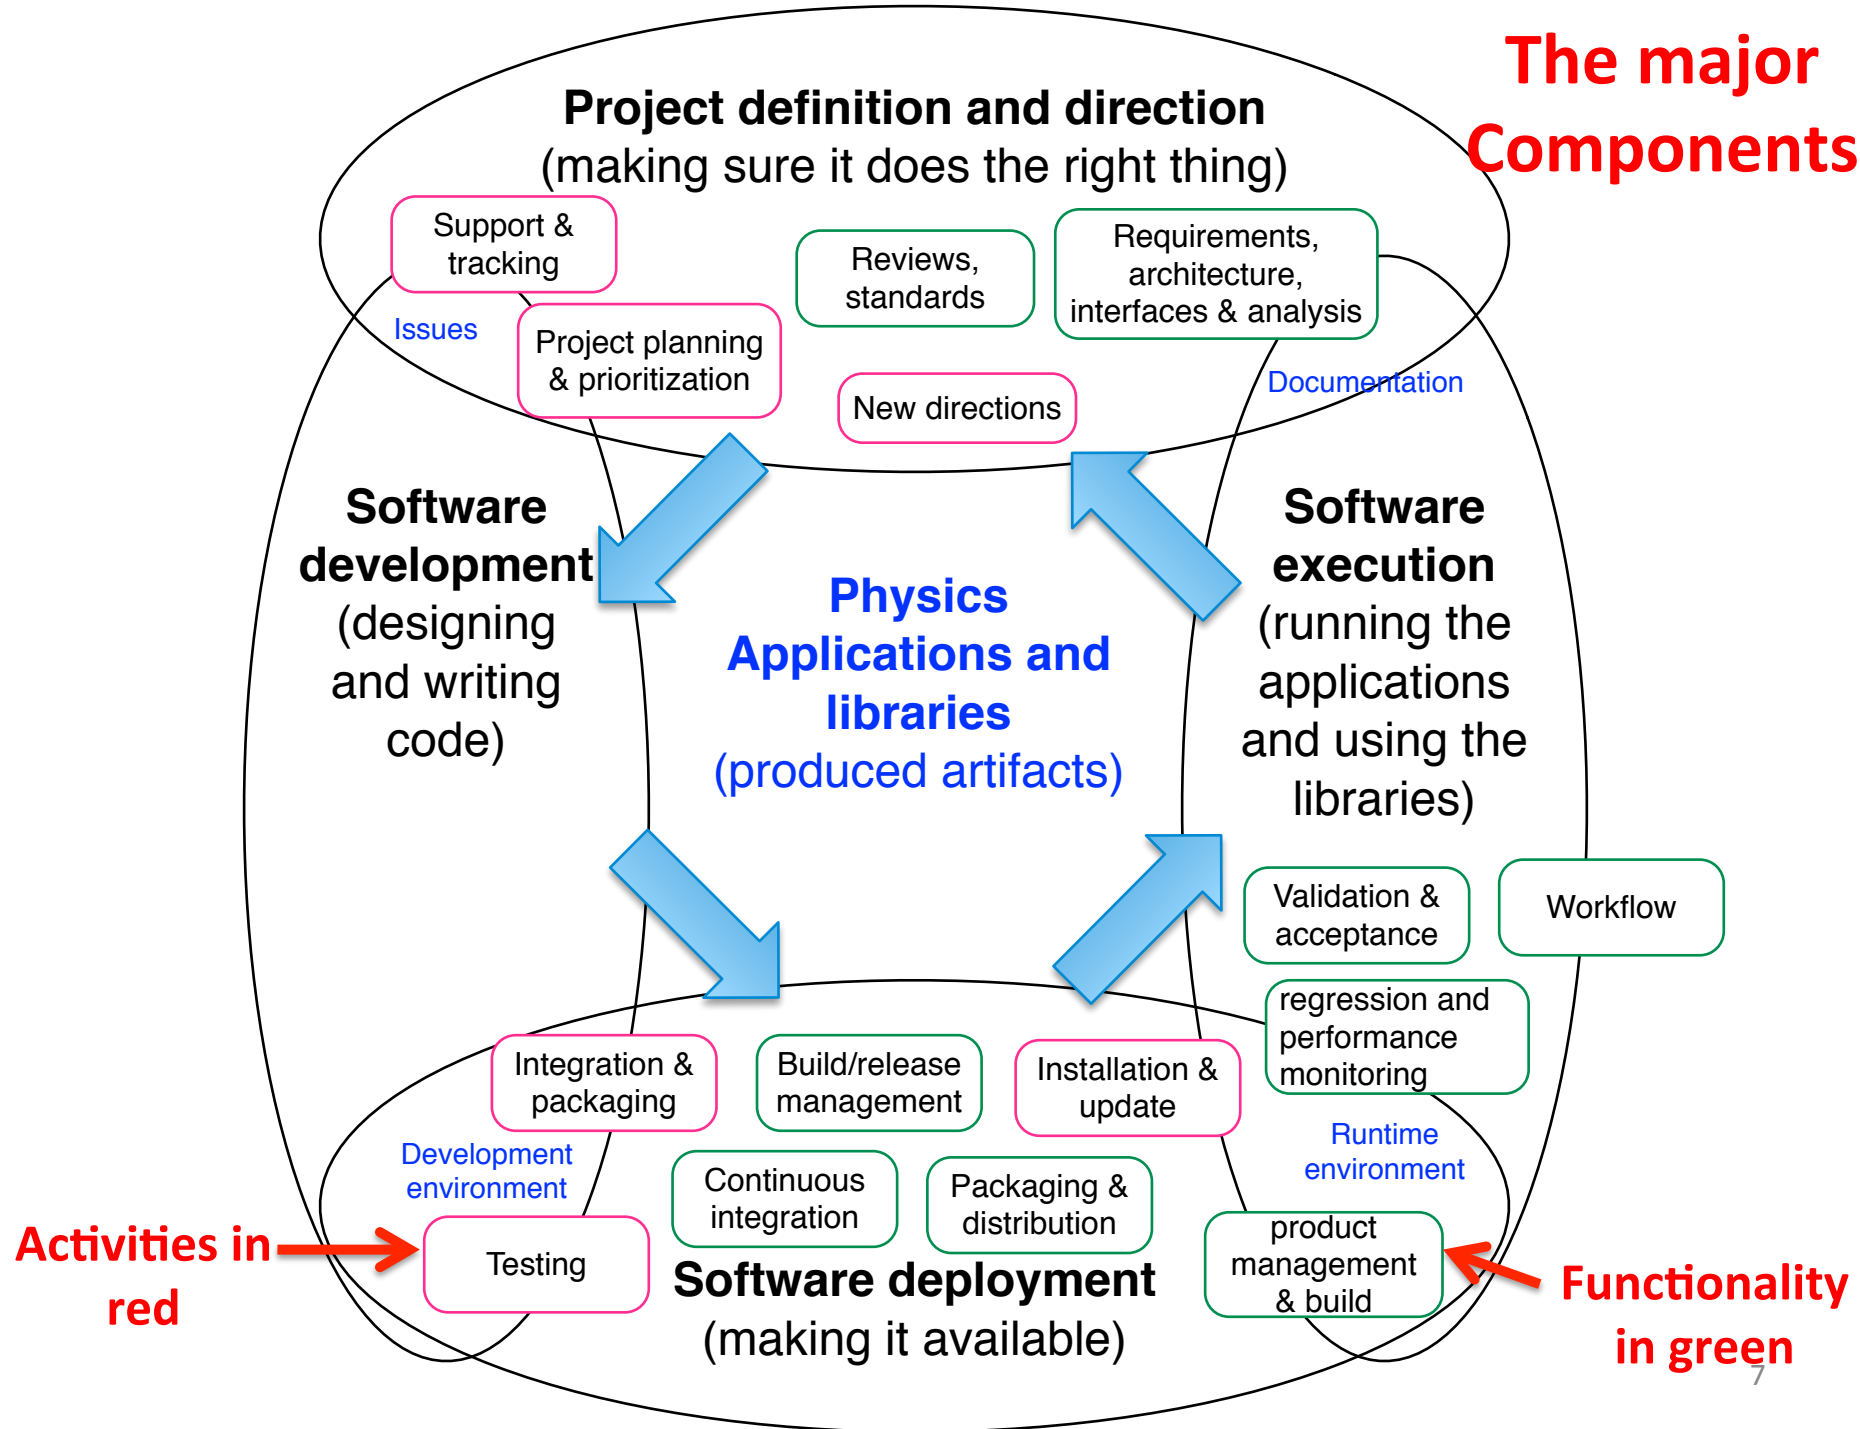 The major
Components
Project definition and direction
(making sure it does the right thing)
Support &
tracking
Reviews,
standards
Requirements,
architecture,
interfaces & analysis
Issues
Project planning
& prioritization
New directions
Documentation
Software
development
(designing
and writing
code)
Physics
Applications and
libraries
(produced artifacts)
Software
execution
(running the
applications
and using the
libraries)
Validation &
acceptance
Workflow
regression and
performance
monitoring
Integration &
packaging
Build/release
management
Installation &
update
Development
environment
Runtime
environment
Continuous
integration
Packaging &
distribution
Activities in
red
Testing
product
management
& build
Software deployment
(making it available)
Functionality
in green
7